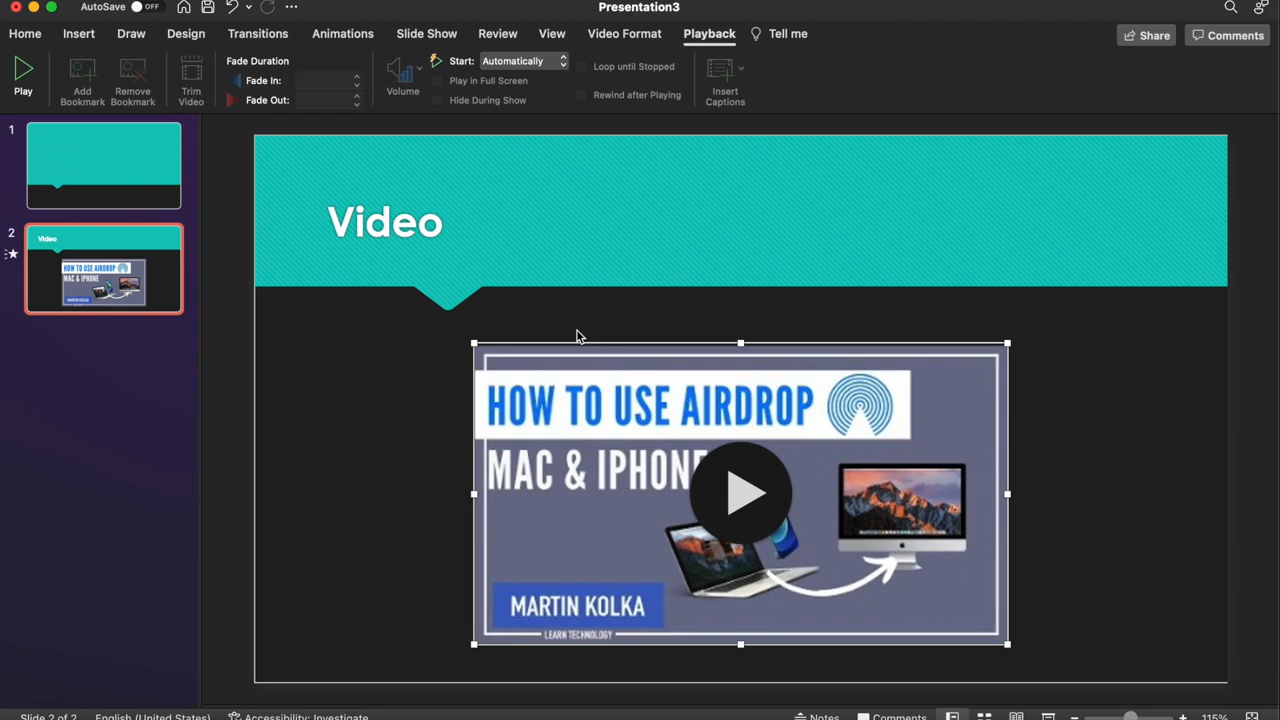 AutoSave OFF
Presentation3
Home Insert Draw Design Transitions Animations Slide Show Review View Video Format Playback Tell me
Share Comments
Play
Add Bookmark
Remove Bookmark
Trim Video
Fade Duration
Fade In:
Fade Out:
Volume
Start: Automatically
Play in Full Screen
Hide During Show
Loop until Stopped
Rewind after Playing
Insert Captions
1
2
Video
HOW TO USE AIRDROP
MAC & IPHONE
MARTIN KOLKA
Video
HOW TO USE AIRDROP
MAC & IPHONE
MARTIN KOLKA
LEARN TECHNOLOGY
Slide 2 of 2 English (United States) Accessibility: Investigate Notes Comments 115%